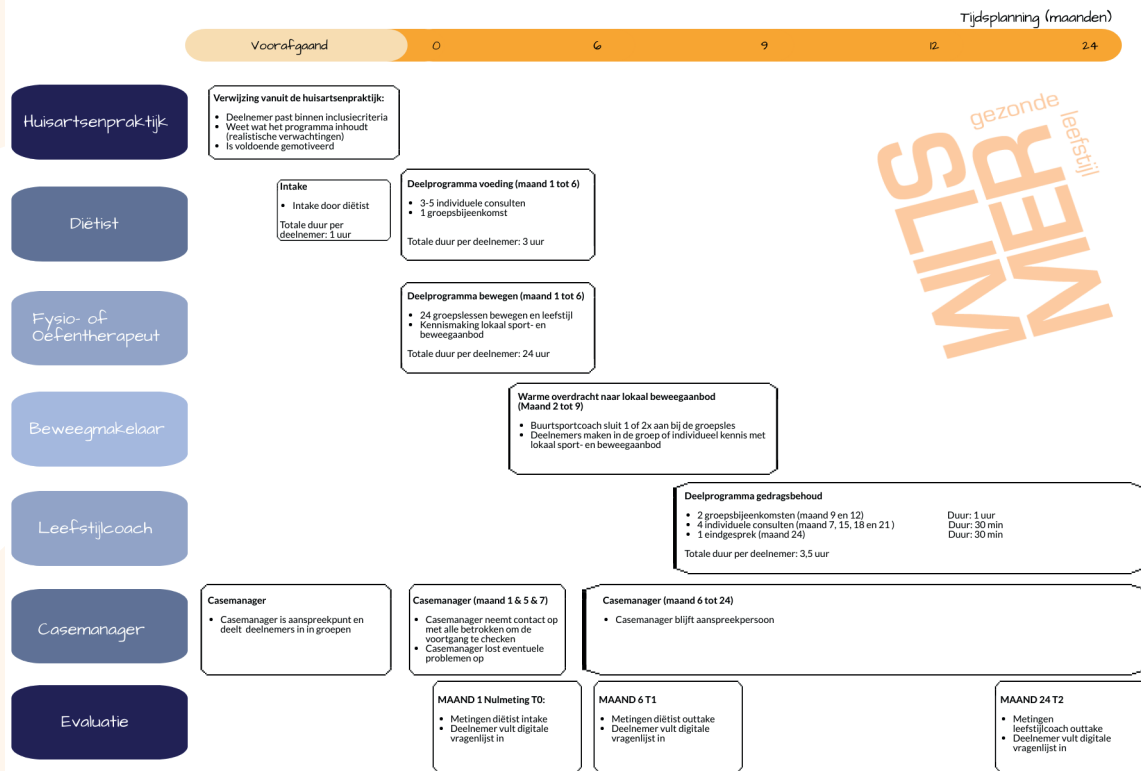 Tijdsplanning (maanden)
Voorafgaand 0 6 9 12 24
Huisartsenpraktijk
Verwijzing vanuit de huisartsenpraktijk:
• Deelnemer past binnen inclusiecriteria
• Weet wat het programma inhoudt
(realistische verwachtingen)
• Is voldoende gemotiveerd
gezonde
leefstijl
SLIM
MER
Diëtist
Intake
• Intake door diëtist
Totale duur per
deelnemer: 1 uur
Deelprogramma voeding (maand 1 tot 6)
• 3-5 individuele consulten
• 1 groepsbijeenkomst
Totale duur per deelnemer: 3 uur
Fysio- of
Oefentherapeut
Deelprogramma bewegen (maand 1 tot 6)
• 24 groepslessen bewegen en leefstijl
• Kennismaking lokaal sport- en
beweegaanbod
Totale duur per deelnemer: 24 uur
Beweegmakelaar
Warme overdracht naar lokaal beweegaanbod
(Maand 2 tot 9)
• Buurtsportcoach sluit 1 of 2x aan bij de groepsles
• Deelnemers maken in de groep of individueel kennis met
lokaal sport- en beweegaanbod
Leefstijlcoach
Deelprogramma gedragsbehoud
• 2 groepsbijeenkomsten (maand 9 en 12) Duur: 1 uur
• 4 individuele consulten (maand 7, 15, 18 en 21 ) Duur: 30 min
• 1 eindgesprek (maand 24) Duur: 30 min
Totale duur per deelnemer: 3,5 uur
Casemanager
Casemanager
• Casemanager is aanspreekpunt en
deelt deelnemers in in groepen
Casemanager (maand 1 & 5 & 7)
• Casemanager neemt contact op
met alle betrokken om de
voortgang te checken
• Casemanager lost eventuele
problemen op
Casemanager (maand 6 tot 24)
• Casemanager blijft aanspreekpersoon
Evaluatie
MAAND 1 Nulmeting T0:
• Metingen diëtist intake
• Deelnemer vult digitale
vragenlijst in
MAAND 6 T1
• Metingen diëtist outtake
• Deelnemer vult digitale
vragenlijst in
MAAND 24 T2
• Metingen
leefstijlcoach outtake
• Deelnemer vult digitale
vragenlijst in